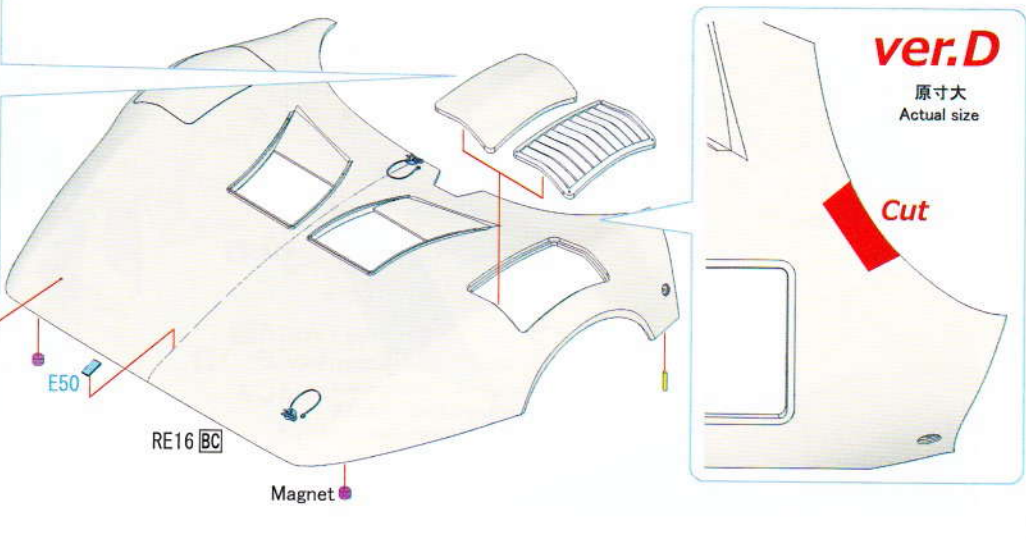 ver.D
原寸大
Actual size
Cut
E50
RE16 BC
Magnet